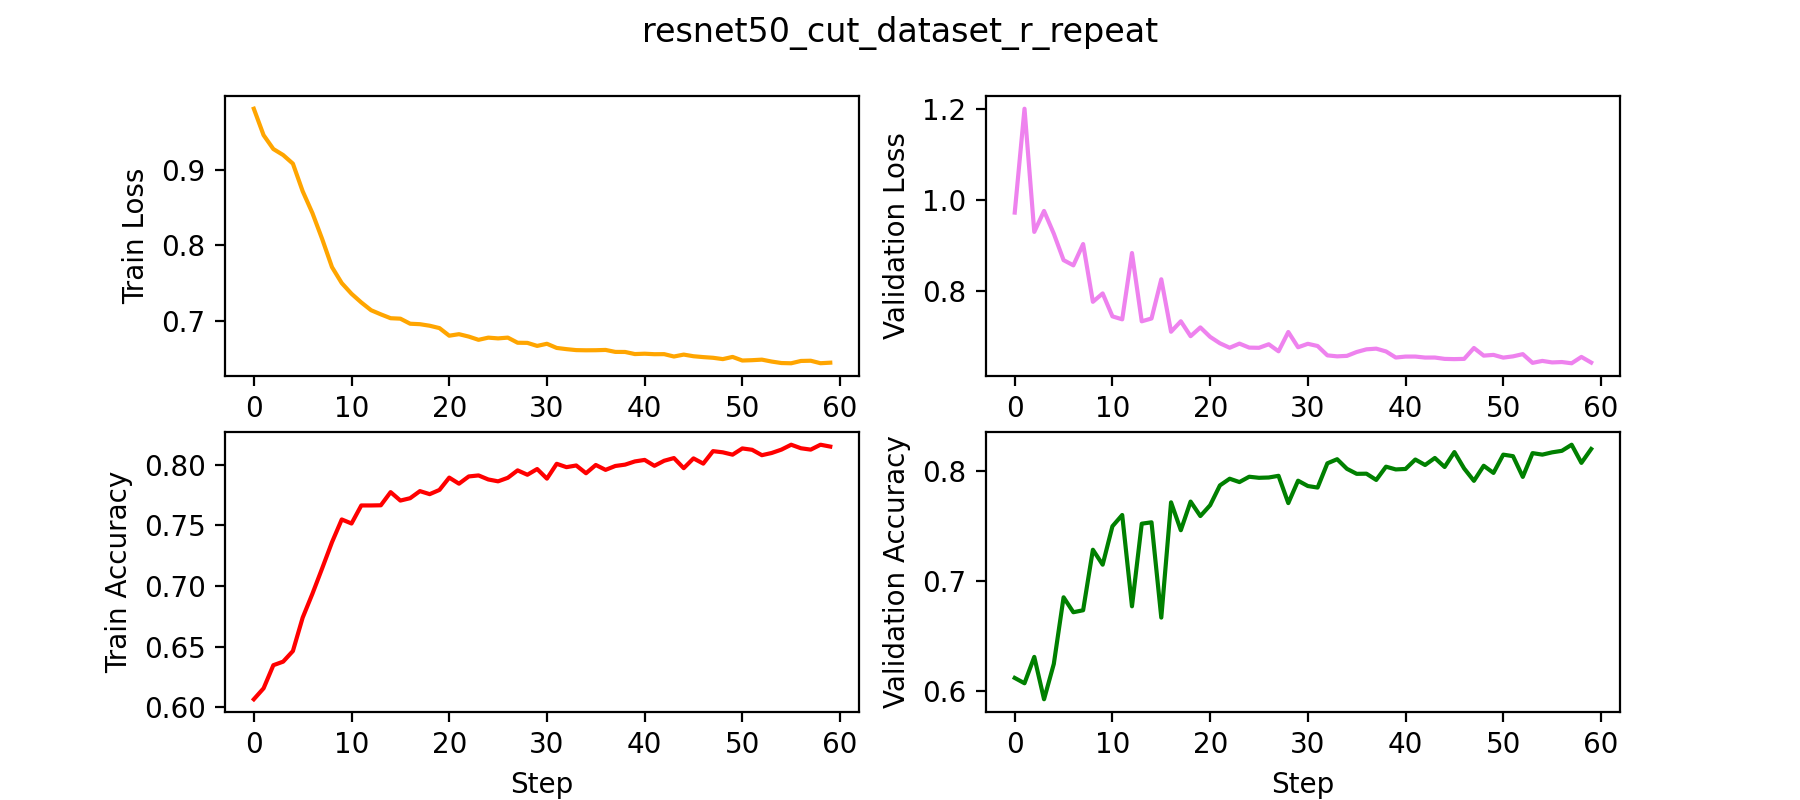 resnet50_cut_dataset_r_repeat
Train Loss
0.9
0.8
0.7
0 10 20 30 40 50 60
Validation Loss
1.2
1.0
0.8
0 10 20 30 40 50 60
Train Accuracy
0.80
0.75
0.70
0.65
0.60
0 10 20 30 40 50 60
Step
Validation Accuracy
0.8
0.7
0.6
0 10 20 30 40 50 60
Step